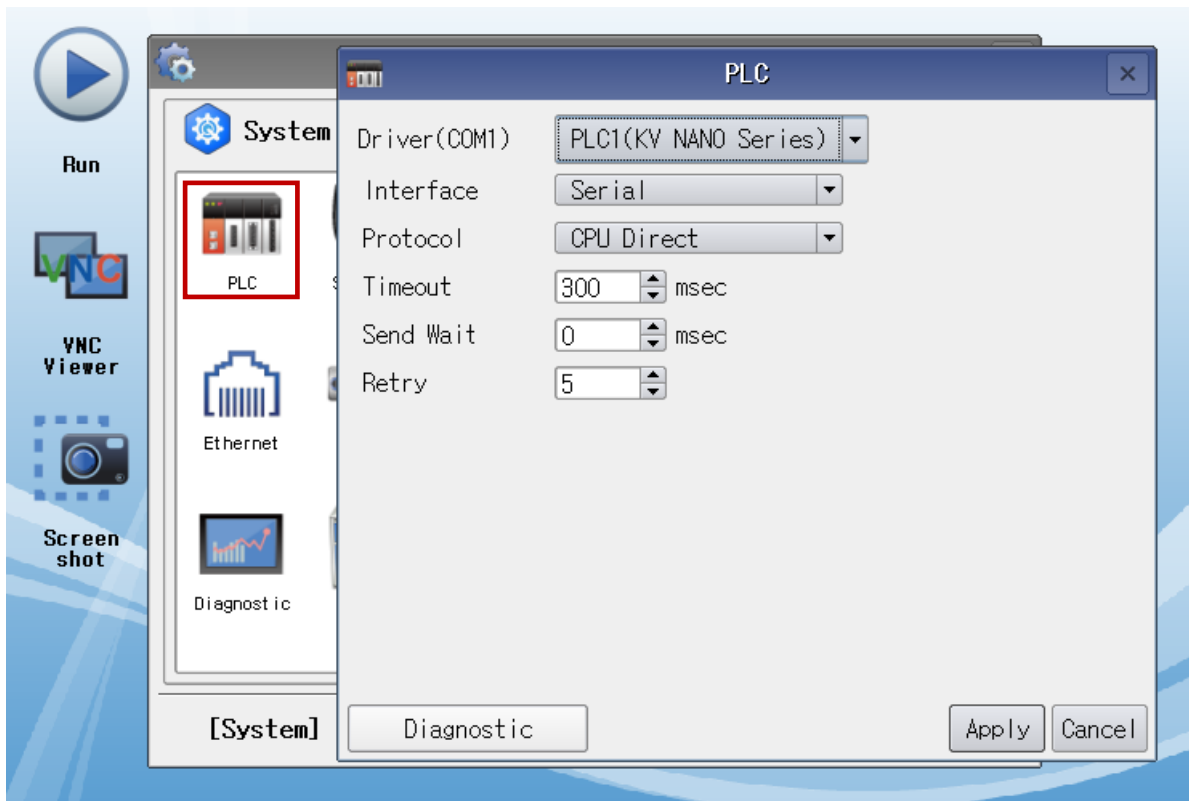 Run
VNC
VNC
Viewer
Screen
shot
System
PLC
S
Ethernet
Diagnostic
[System]
PLC
Driver(COM1) PLC1(KV NANO Series)
Interface Serial
Protocol CPU Direct
Timeout 300 msec
Send Wait 0 msec
Retry 5
Diagnostic Apply Cancel